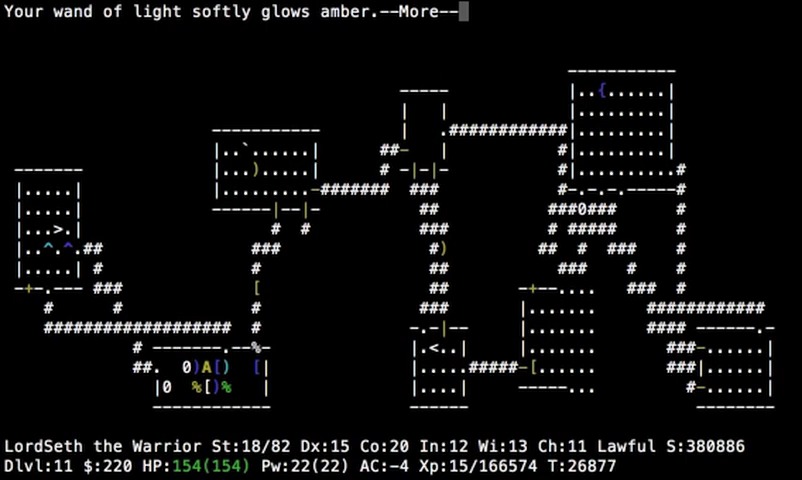 Your wand of light softly glows amber.--More--
LordSeth the Warrior St:18/82 Dx:15 Co:20 In:12 Wi:13 Ch:11 Lawful S:380886
Dlvl:11 $:220 HP:154(154) Pw:22(22) AC:-4 Xp:15/166574 T:26877